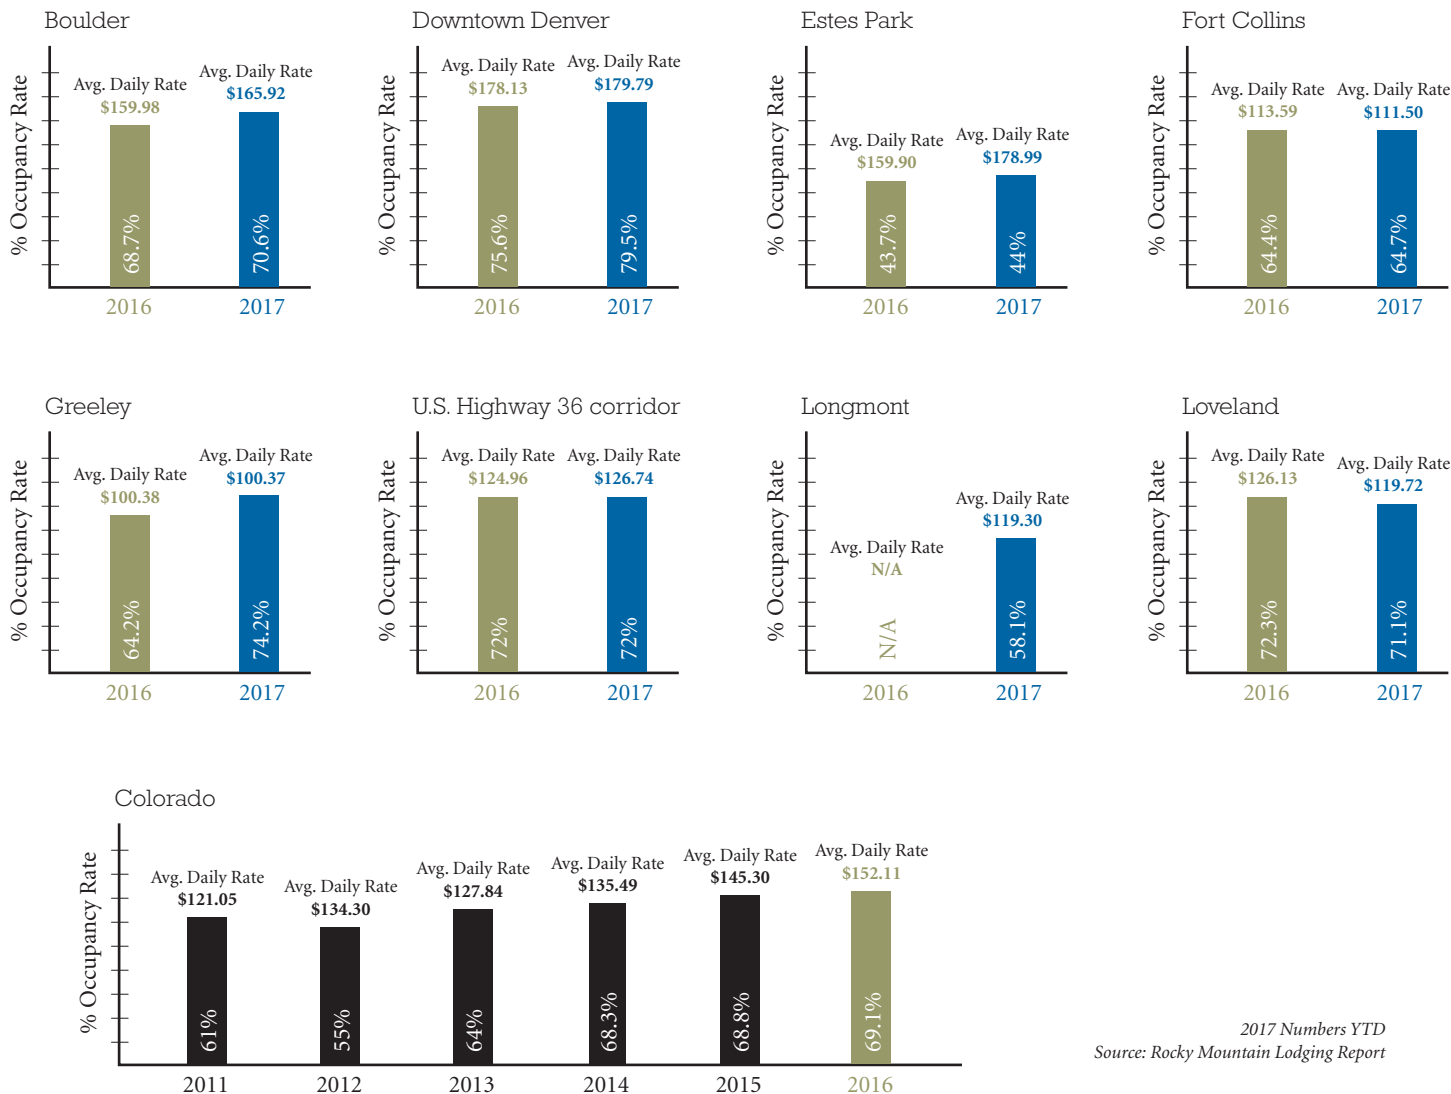 Boulder
% Occupancy Rate
Avg. Daily Rate
$159.98
68.7%
2016
Avg. Daily Rate
$165.92
70.6%
2017
Downtown Denver
% Occupancy Rate
Avg. Daily Rate
$178.13
75.6%
2016
Avg. Daily Rate
$179.79
79.5%
2017
Estes Park
% Occupancy Rate
Avg. Daily Rate
$159.90
43.7%
2016
Avg. Daily Rate
$178.99
44%
2017
Fort Collins
% Occupancy Rate
Avg. Daily Rate
$113.59
64.4%
2016
Avg. Daily Rate
$111.50
64.7%
2017
Greeley
% Occupancy Rate
Avg. Daily Rate
$100.38
64.2%
2016
Avg. Daily Rate
$100.37
74.2%
2017
U.S. Highway 36 corridor
% Occupancy Rate
Avg. Daily Rate
$124.96
72%
2016
Avg. Daily Rate
$126.74
72%
2017
Longmont
% Occupancy Rate
Avg. Daily Rate
N/A
N/A
2016
Avg. Daily Rate
$119.30
58.1%
2017
Loveland
% Occupancy Rate
Avg. Daily Rate
$126.13
72.3%
2016
Avg. Daily Rate
$119.72
71.1%
2017
Colorado
% Occupancy Rate
Avg. Daily Rate
$121.05
61%
2011
Avg. Daily Rate
$134.30
55%
2012
Avg. Daily Rate
$127.84
64%
2013
Avg. Daily Rate
$135.49
68.3%
2014
Avg. Daily Rate
$145.30
68.8%
2015
Avg. Daily Rate
$152.11
69.1%
2016
2017 Numbers YTD
Source: Rocky Mountain Lodging Report